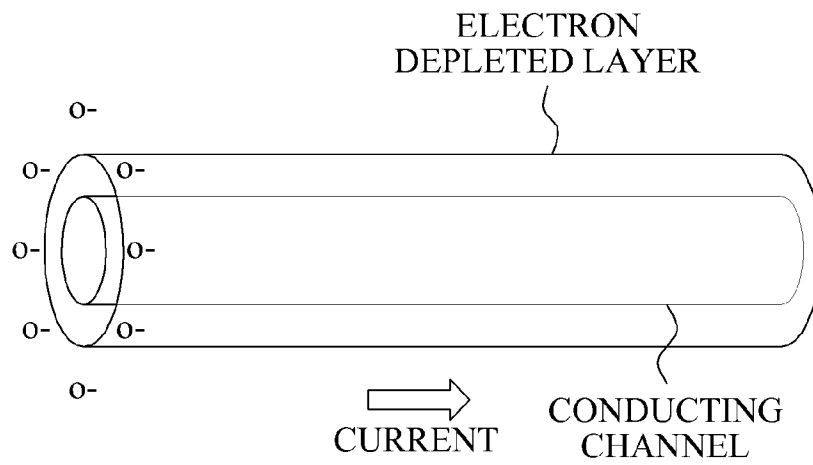 ELECTRON
DEPLETED LAYER
O-
O- O-
O- O-
O- O-
O-
CURRENT
CONDUCTING
CHANNEL